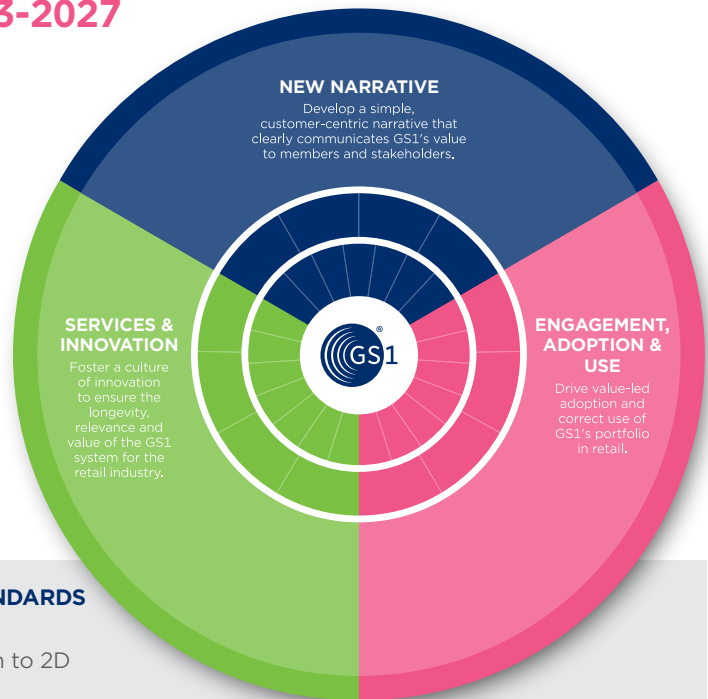 3-2027
NEW NARRATIVE
Develop a simple,
customer-centric narrative that
clearly communicates GS1's value
to members and stakeholders.
SERVICES &
INNOVATION
Foster a culture
of innovation
to ensure the
longevity,
relevance and
value of the GS1
system for the
retail industry.
ENGAGEMENT,
ADOPTION &
USE
Drive value-led
adoption and
correct use of
GS1's portfolio
in retail.
GS1®
NDARDS
n to 2D